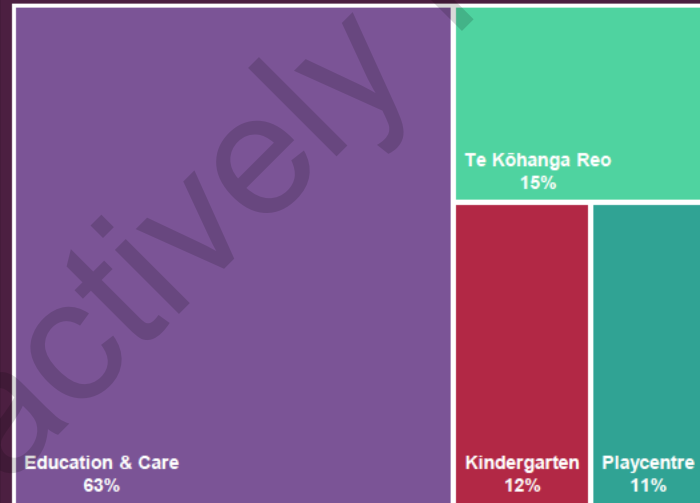 Te Kōhanga Reo
15%
Education & Care
63%
Kindergarten
12%
Playcentre
11%
actively